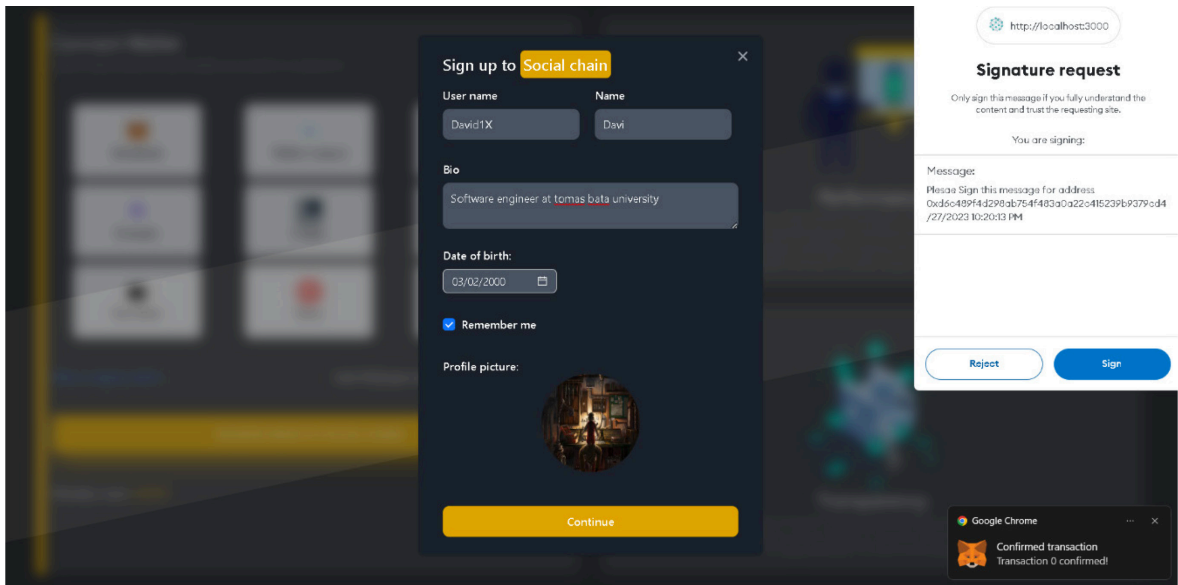 Sign up to Social chain
User name
Name
David1X
Davi
Bio
Software engineer at tomas bata university
Date of birth:
03/02/2000
Remember me
Profile picture:
Continue
http://localhost:3000
Signature request
Only sign this message if you fully understand the
content and trust the requesting site.
You are signing:
Message:
Plesae Sign this message for address
0xd6c489f4d298ab754f483a0a22c415239b9379cd4
/27/2023 10:20:13 PM
Reject
Sign
Google Chrome
Confirmed transaction
Transaction 0 confirmed!